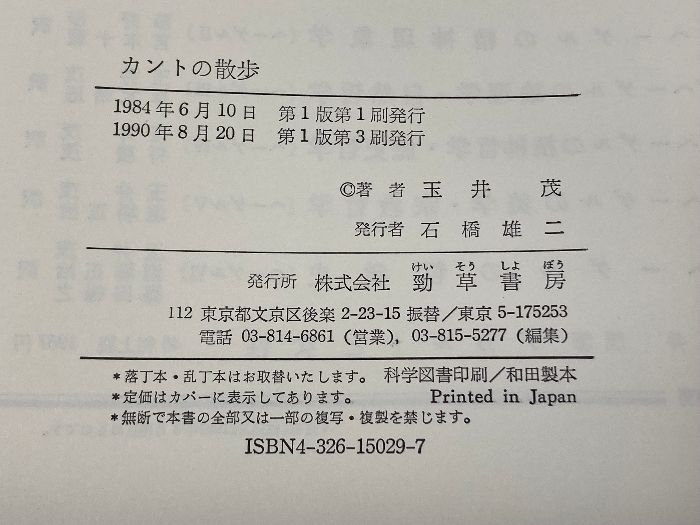 カントの散歩
1984年6月10日 第1版第1刷発行
1990年8月20日 第1版第3刷発行
©著者 玉井 茂
発行者 石橋雄二
けい そう しよ ぼう
発行所 株式会社 勁草書房
112 東京都文京区後楽 2-23-15 振替/東京 5-175253
電話 03-814-6861(営業),03-815-5277(編集)
*落丁本・乱丁本はお取替いたします。 科学図書印刷/和田製本
*定価はカバーに表示してあります。 Printed in Japan
*無断で本書の全部又は一部の複写・複製を禁じます。
ISBN4-326-15029-7